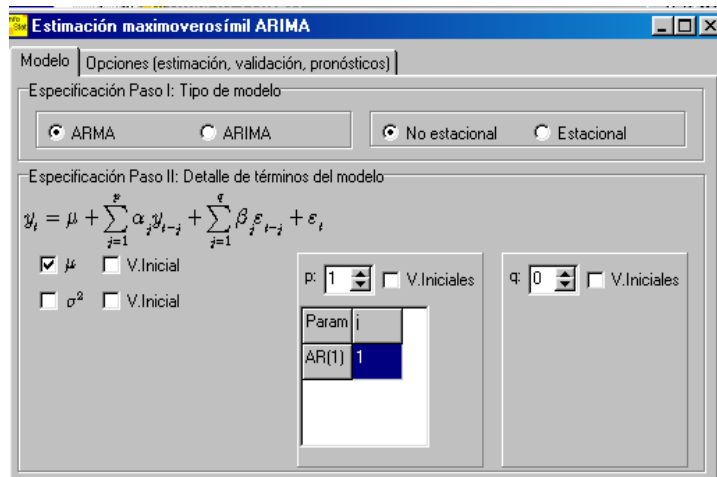 Info
Stat
Estimación maximoverosímil ARIMA
Modelo
Opciones (estimación, validación, pronósticos)
Especificación Paso I: Tipo de modelo
ARMA
ARIMA
No estacional
Estacional
Especificación Paso II: Detalle de términos del modelo
y_t = μ + ∑_{j=1}^{p} α_j y_{t-j} + ∑_{j=1}^{q} β_j ε_{t-j} + ε_t
μ V.Inicial
σ² V.Inicial
p: 1 V.Iniciales
Param j
AR(1) 1
q: 0 V.Iniciales